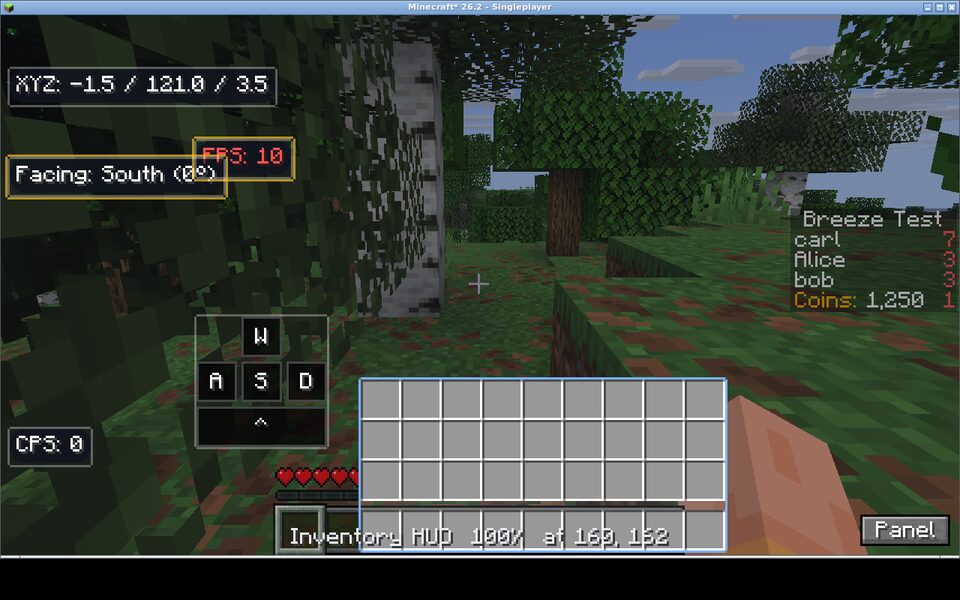 Minecraft* 26.2 - Singleplayer
XYZ: -1.5 / 121.0 / 3.5
FPS: 10
Facing: South (0°)
Breeze Test
carl 7
Alice 3
bob 3
Coins: 1,250 1
W
A S D
^
CPS: 0
Inventory HUD 100% at 160, 162
Panel